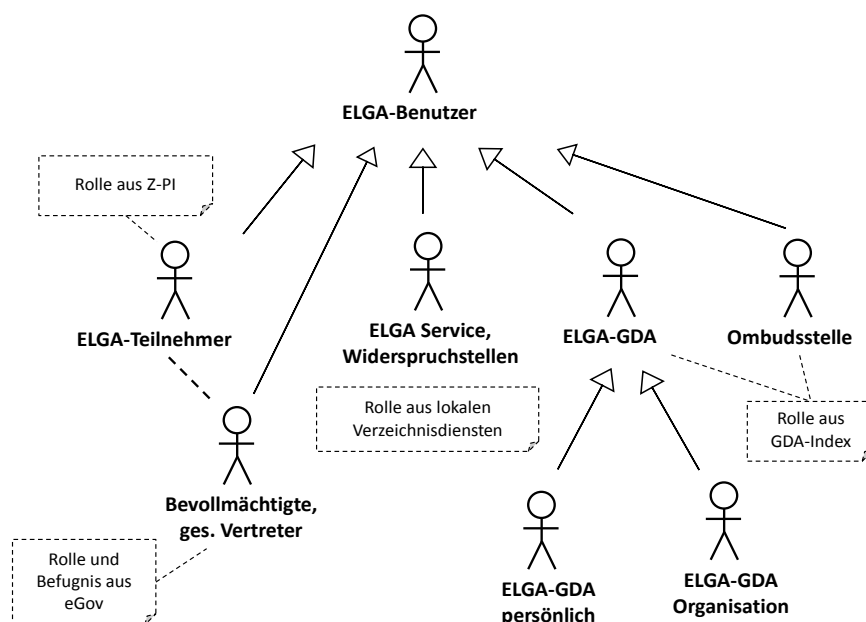 ELGA-Benutzer
Rolle aus Z-PI
ELGA-Teilnehmer
ELGA Service,
Widerspruchstellen
ELGA-GDA
Ombudsstelle
Rolle aus lokalen
Verzeichnisdiensten
Rolle aus
GDA-Index
Bevollmächtigte,
ges. Vertreter
Rolle und
Befugnis aus
eGov
ELGA-GDA
persönlich
ELGA-GDA
Organisation